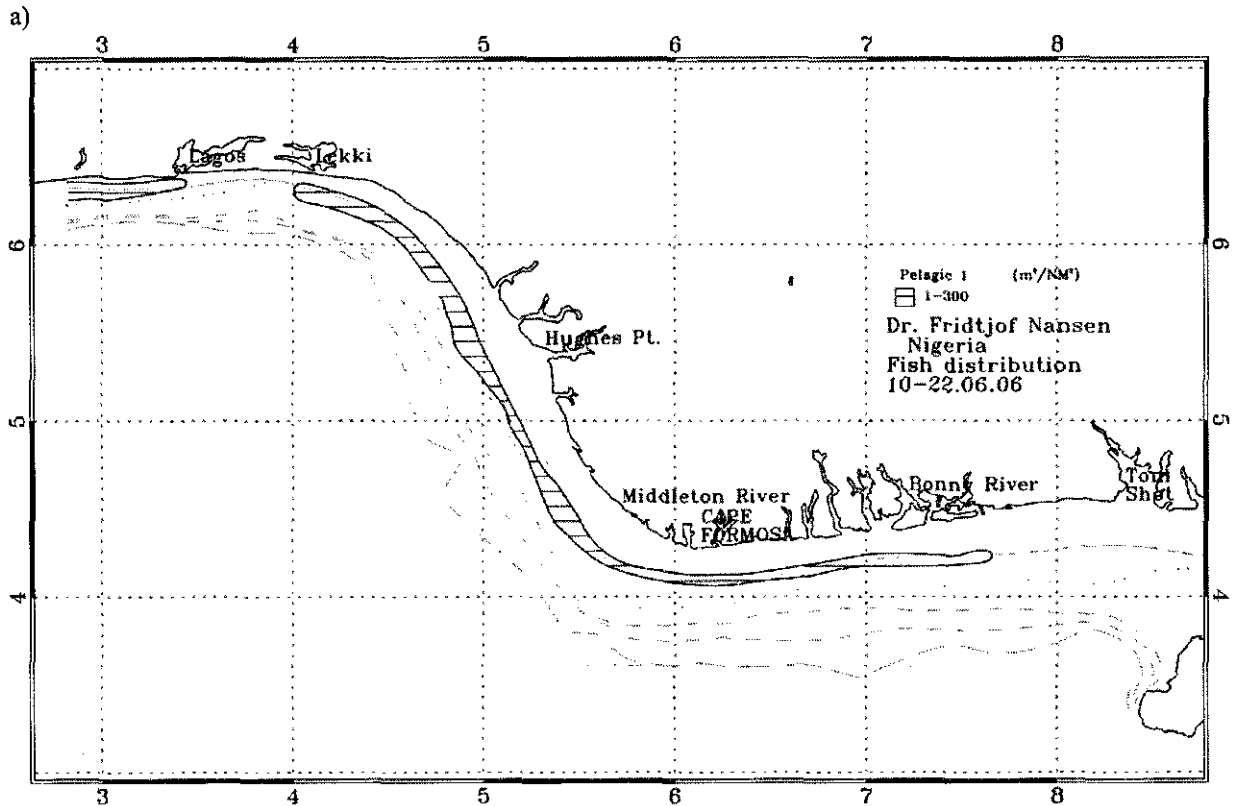 a)
3 4 5 6 7 8
Lagos Lekki
6 6
Pelagic 1 (m²/NM²)
1-300
Dr. Fridtjof Nansen
Nigeria
Fish distribution
10-22.06.06
Hughes Pt.
5 5
Middleton River Bonny River Tom
CAPE Shot
FORMOSA
4 4
3 4 5 6 7 8